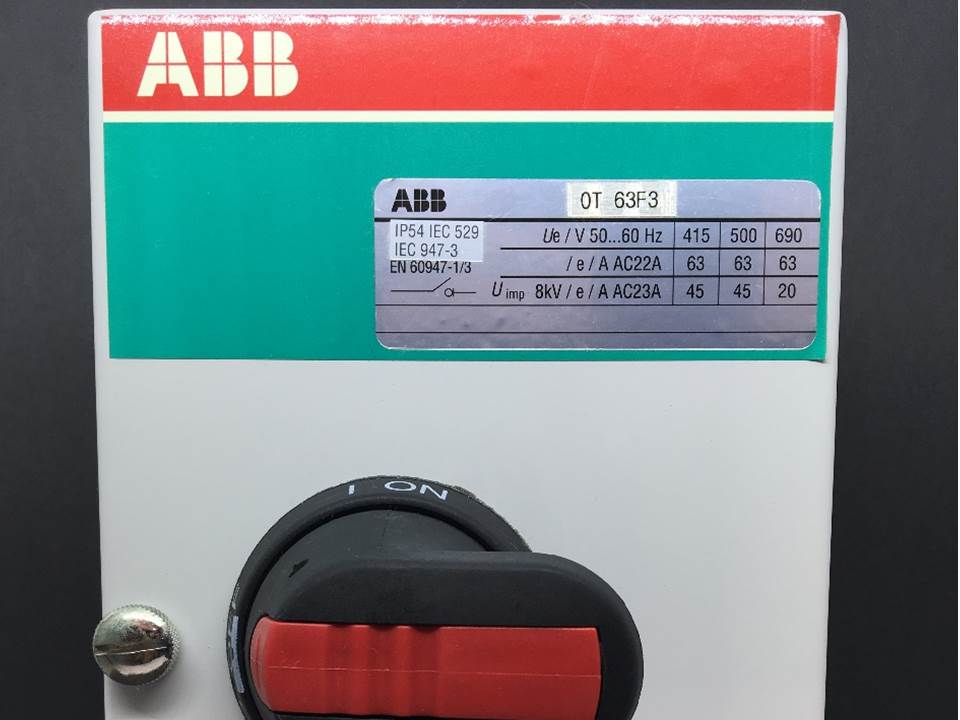 ABB
ABB OT 63F3
IP54 IEC 529
IEC 947-3
EN 60947-1/3
Ue / V 50...60 Hz 415 500 690
/ e / A AC22A 63 63 63
U imp 8kV / e / A AC23A 45 45 20
I ON